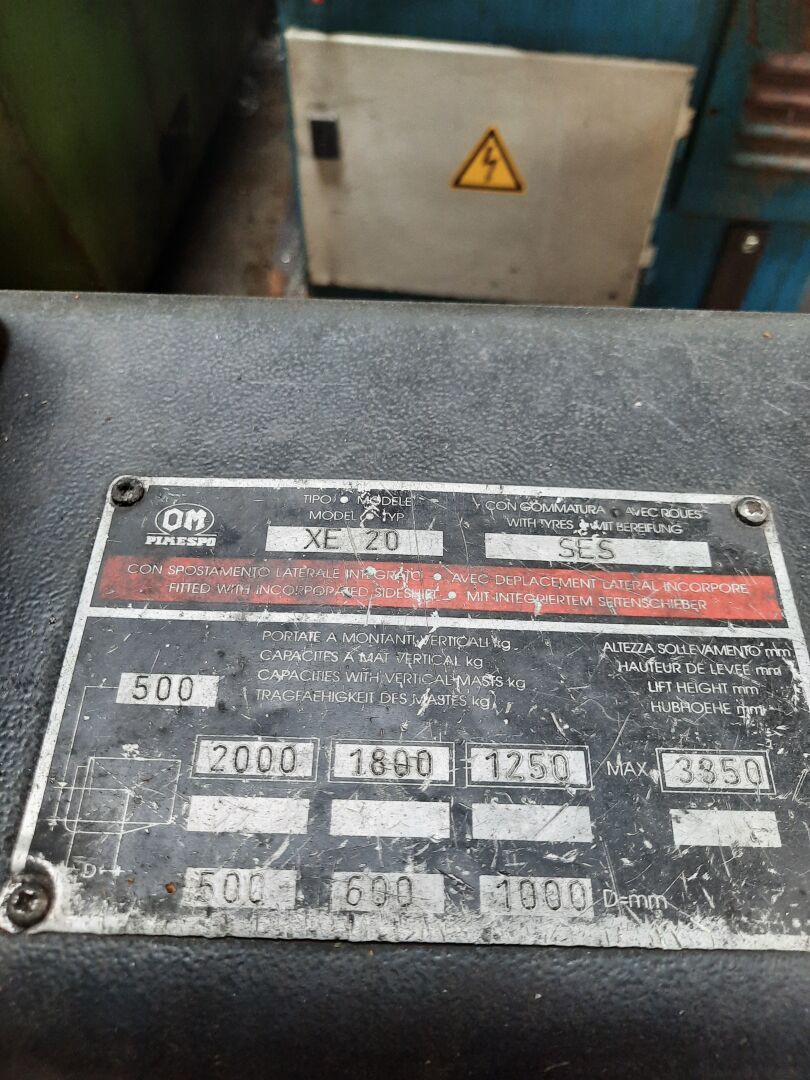 OM
PIMESPO
TIPO • MODELE
MODEL • TYP
XE 20
CON GOMMATURA • AVEC ROUES
WITH TYRES • MIT BEREIFUNG
SES
CON SPOSTAMENTO LATERALE INTEGRATO • AVEC DEPLACEMENT LATERAL INCORPORE
FITTED WITH INCORPORATED SIDESHIFT • MIT INTEGRIERTEM SEITENSCHIEBER
PORTATE A MONTANTI VERTICALI kg
CAPACITES A MAT VERTICAL kg
CAPACITIES WITH VERTICAL MASTS kg
TRAGFAEHIGKEIT DES MASTES kg
ALTEZZA SOLLEVAMENTO mm
HAUTEUR DE LEVEE mm
LIFT HEIGHT mm
HUBHOEHE mm
500
2000 1800 1250 MAX. 3850
D
500 600 1000 D=mm